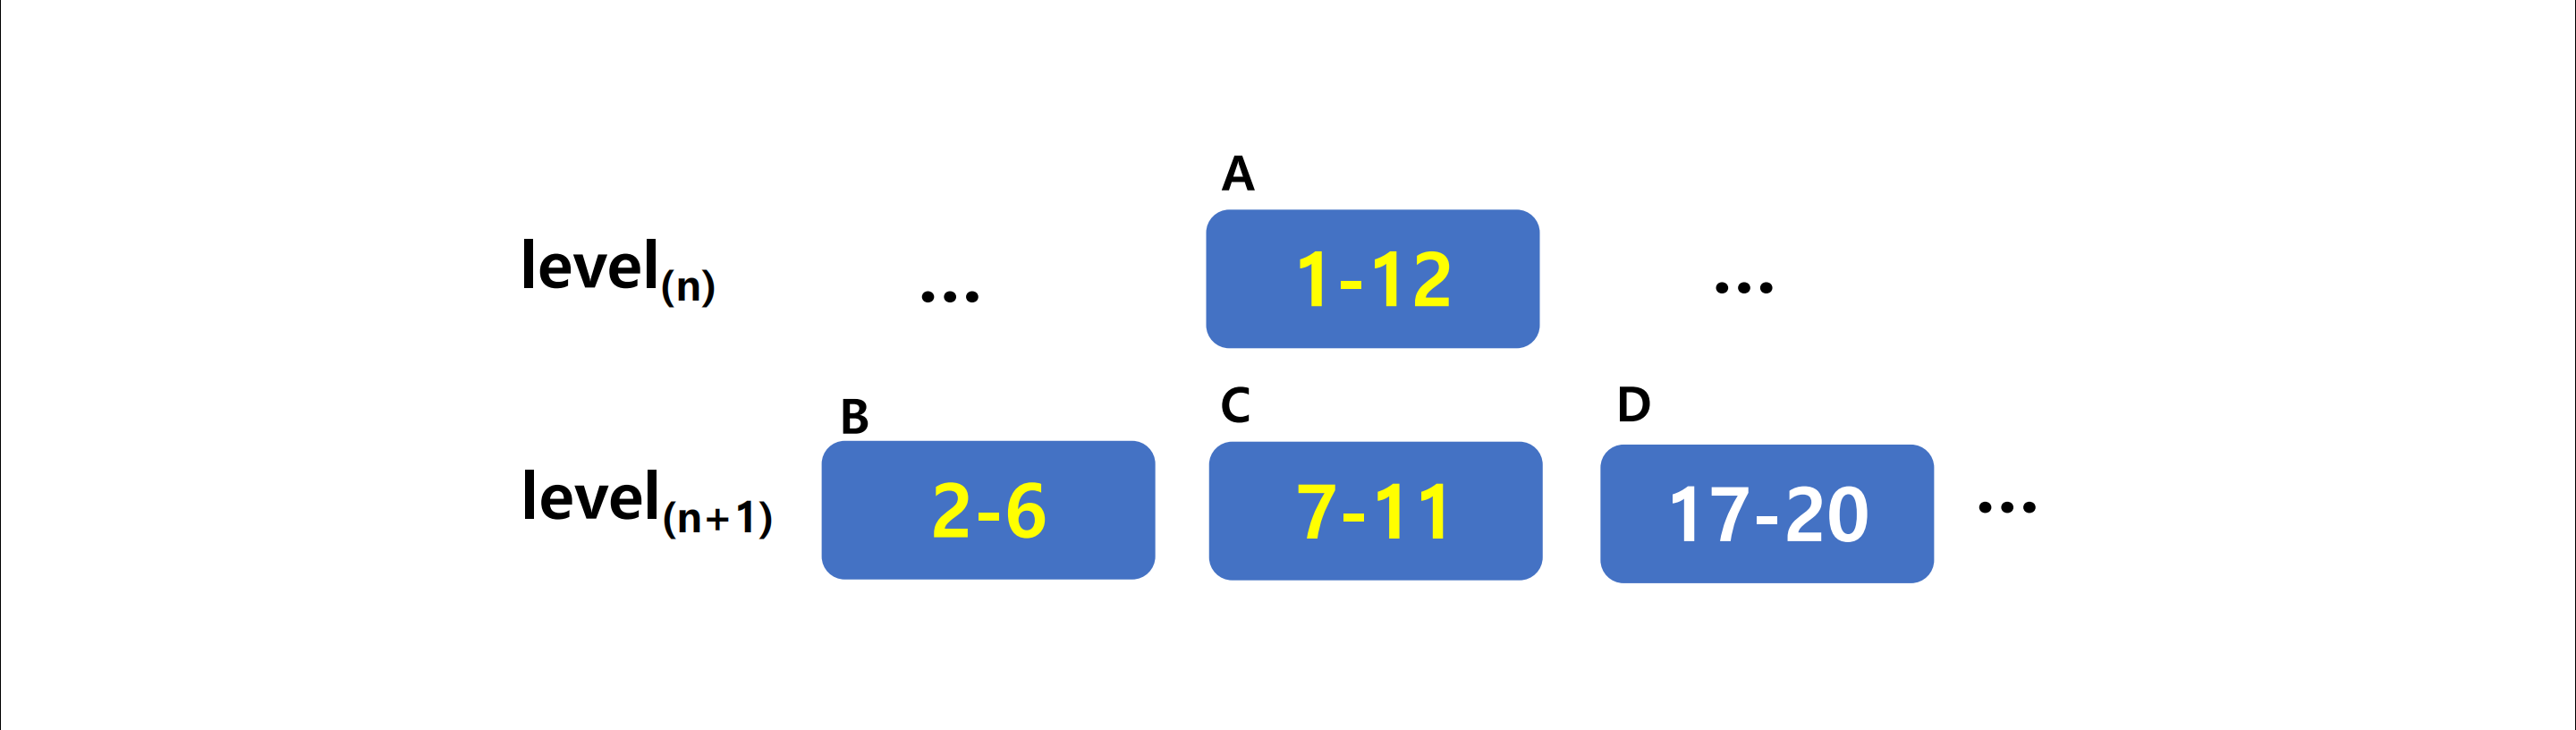 A
level(n) ... 1-12 ...
B C D
level(n+1) 2-6 7-11 17-20 ...